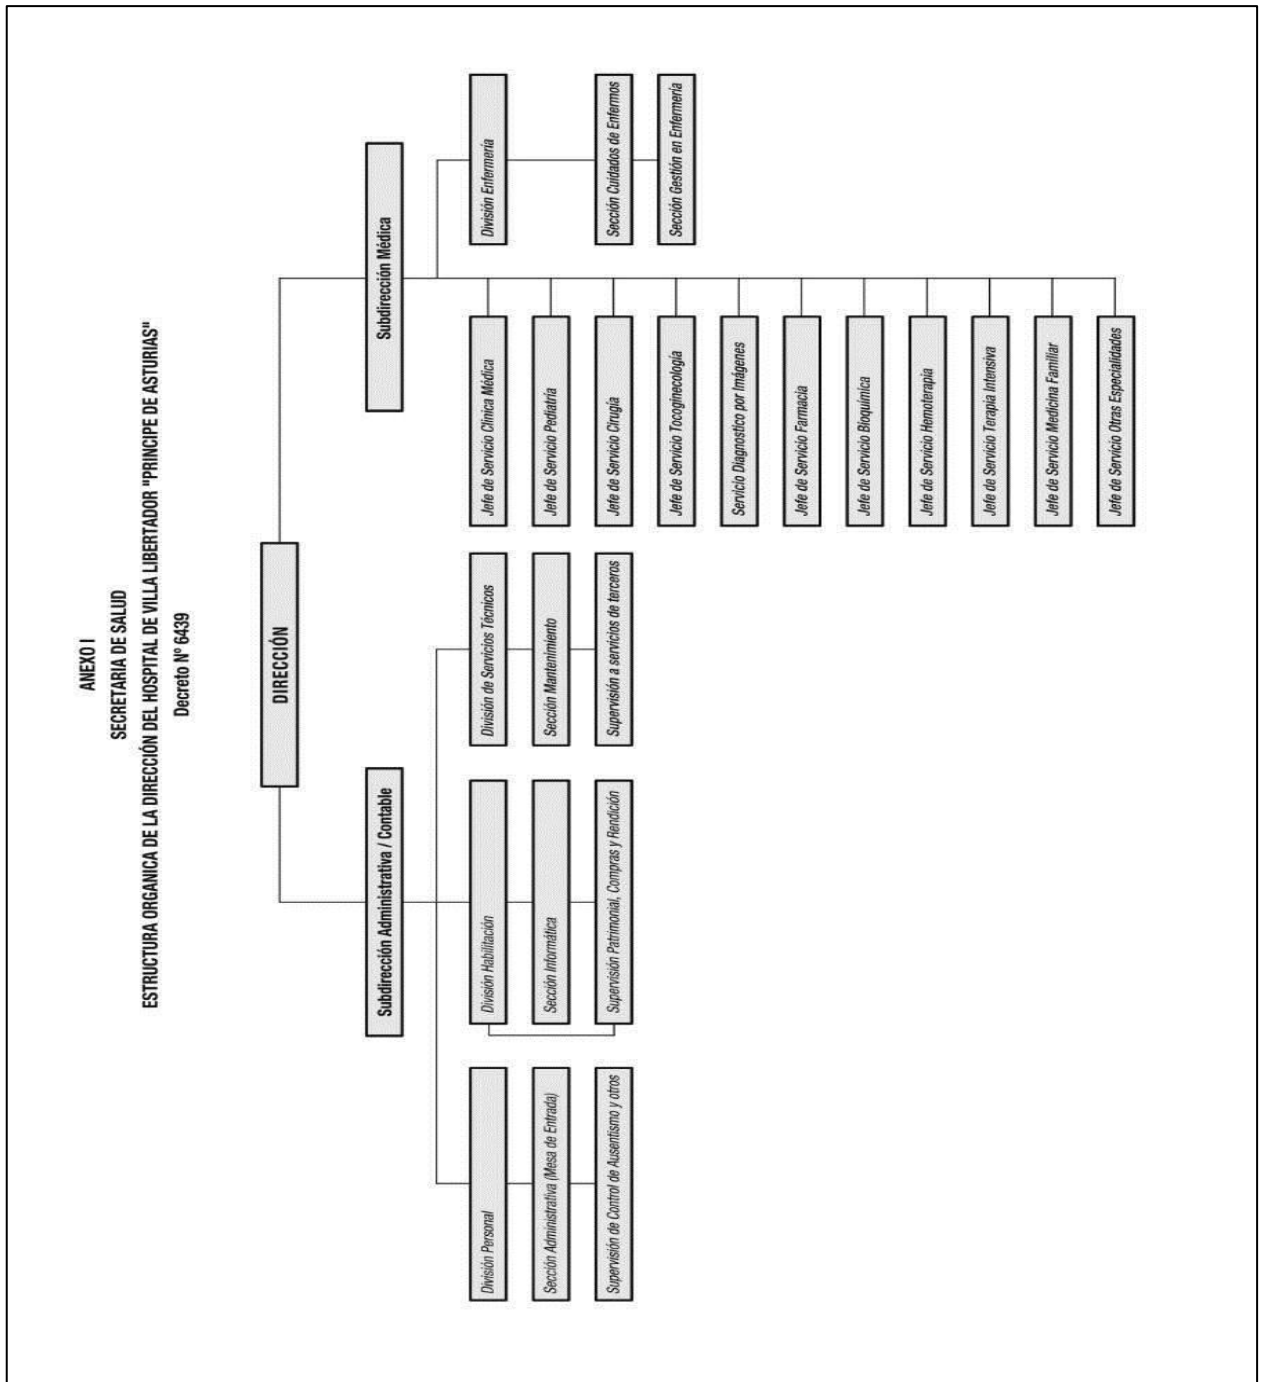 ANEXO I
SECRETARIA DE SALUD
ESTRUCTURA ORGANICA DE LA DIRECCIÓN DEL HOSPITAL DE VILLA LIBERTADOR "PRINCIPE DE ASTURIAS"
Decreto Nº 6439
DIRECCIÓN
Subdirección Administrativa / Contable
Subdirección Médica
División Personal
Sección Administrativa (Mesa de Entrada)
Supervisión de Control de Ausentismo y otros
División Habilitación
Sección Informática
Supervisión Patrimonial, Compras y Rendición
División de Servicios Técnicos
Sección Mantenimiento
Supervisión a servicios de terceros
Jefe de Servicio Clínica Médica
Jefe de Servicio Pediatría
Jefe de Servicio Cirugía
Jefe de Servicio Tocoginecología
Servicio Diagnostico por Imágenes
Jefe de Servicio Farmacia
Jefe de Servicio Bioquímica
Jefe de Servicio Hemoterapia
Jefe de Servicio Terapia Intensiva
Jefe de Servicio Medicina Familiar
Jefe de Servicio Otras Especialidades
División Enfermería
Sección Cuidados de Enfermos
Sección Gestión en Enfermería